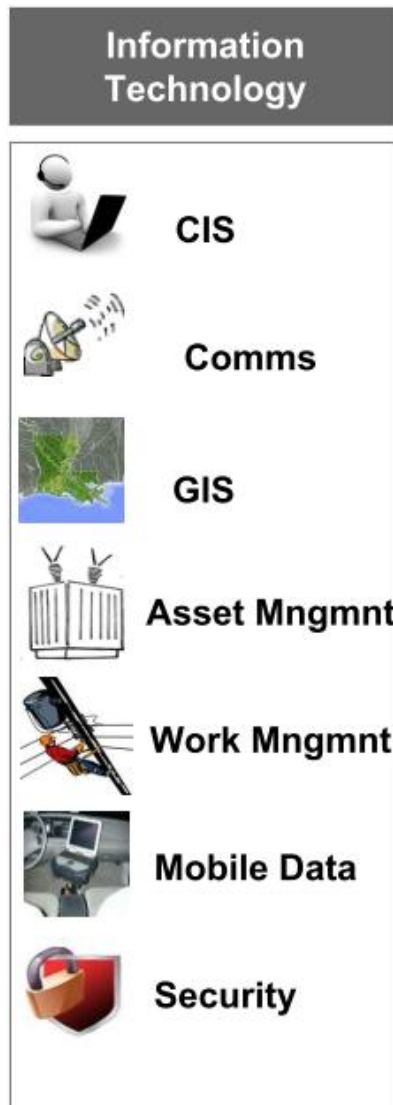 Information
Technology
CIS
Comms
GIS
Asset Mngmnt
Work Mngmnt
Mobile Data
Security